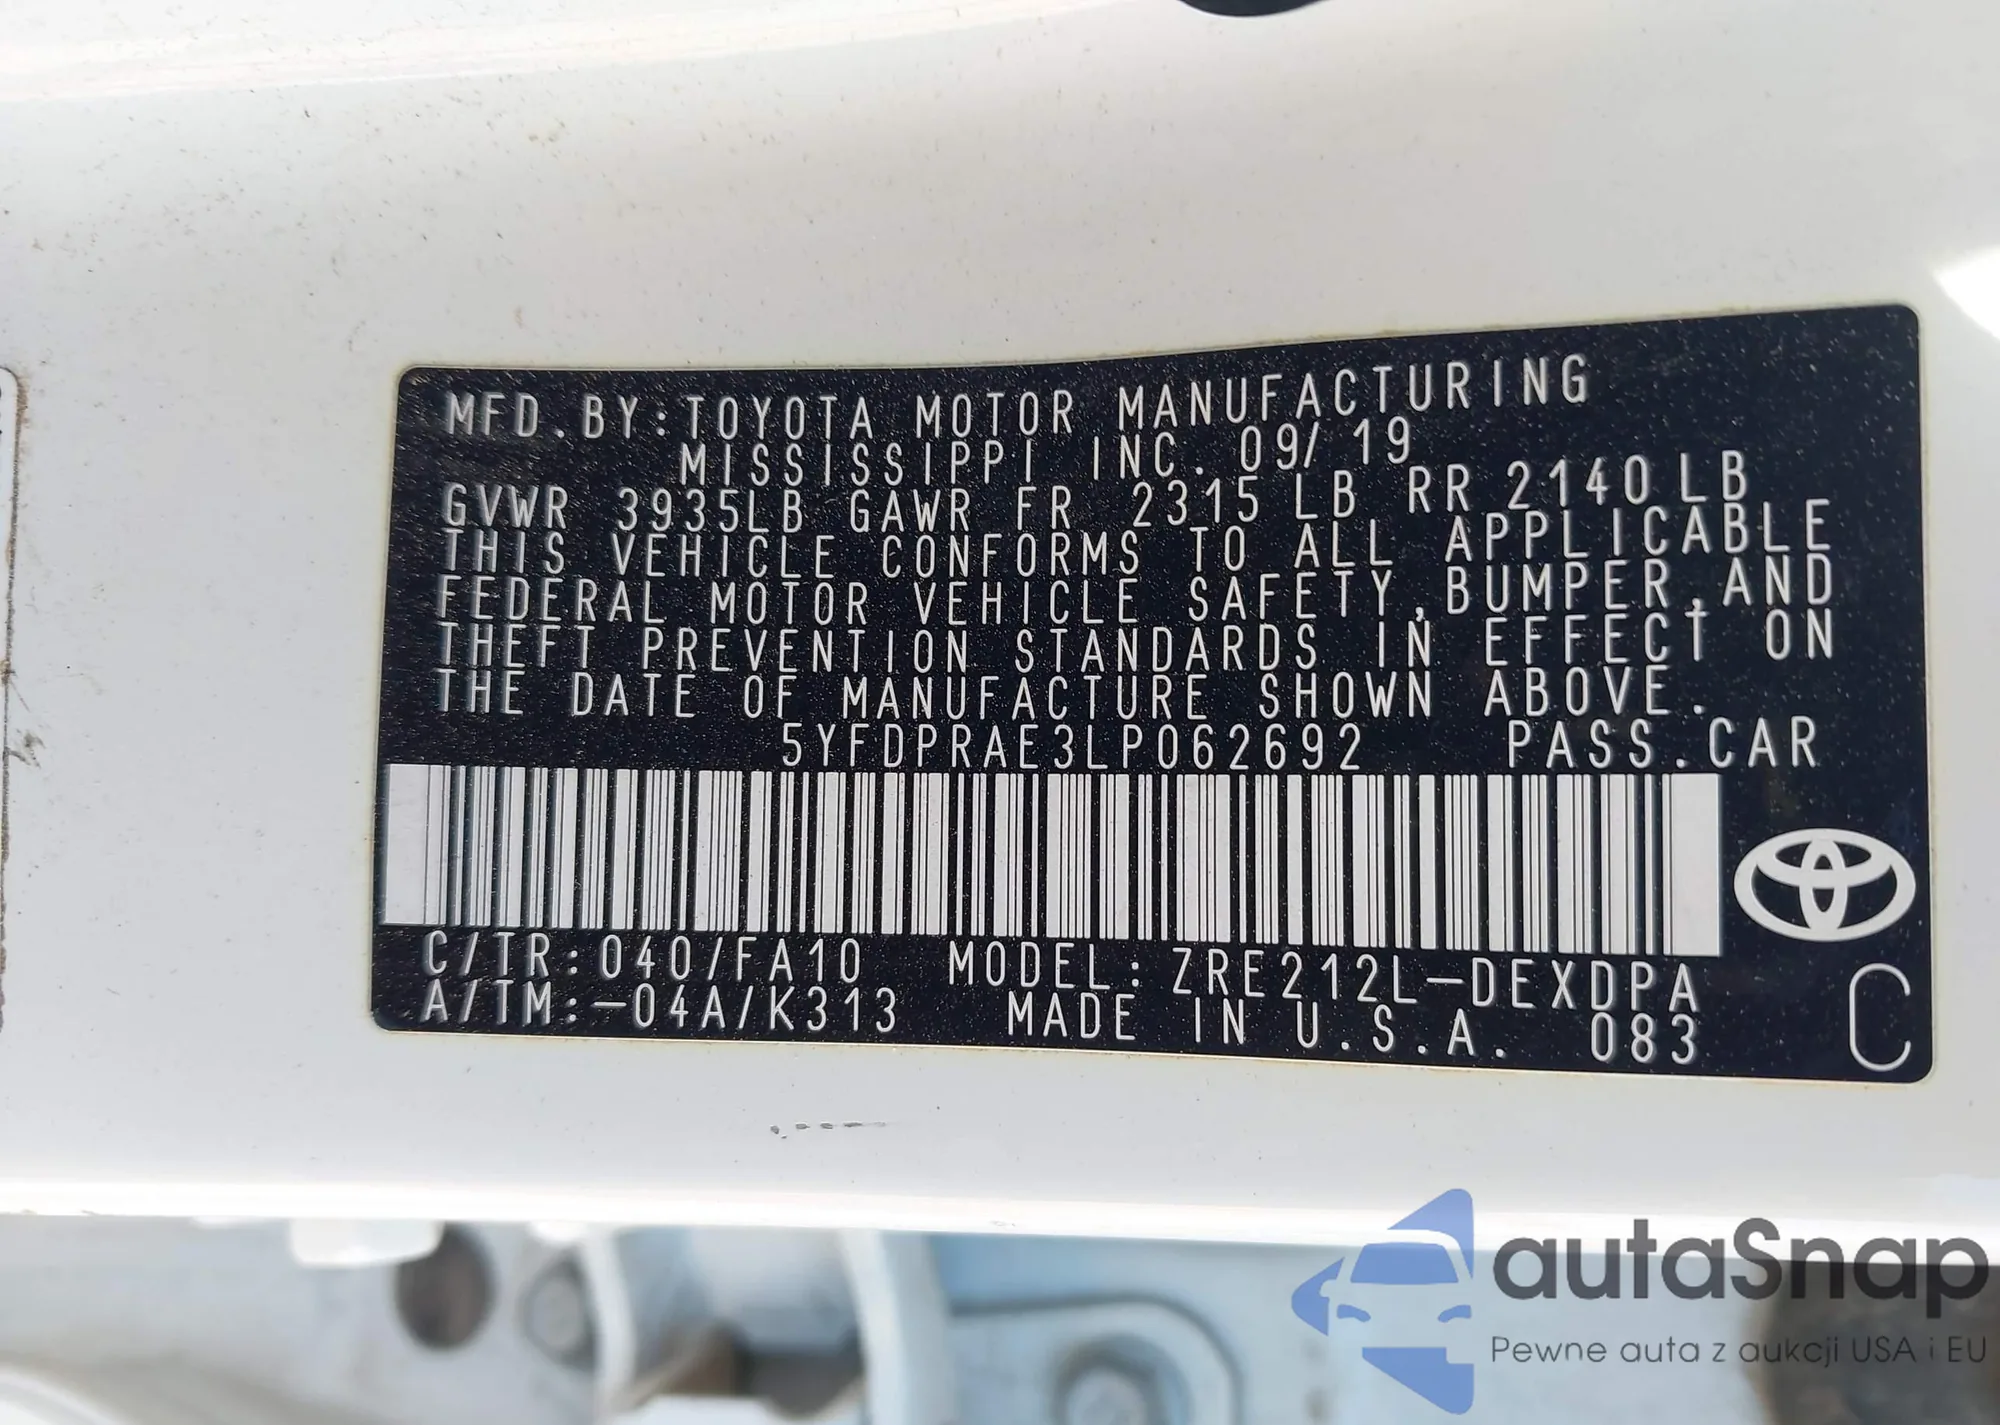 MFD.BY:TOYOTA MOTOR MANUFACTURING
MISSISSIPPI INC. 09/19
GVWR 3935LB GAWR FR 2315 LB RR 2140LB
THIS VEHICLE CONFORMS TO ALL APPLICABLE
FEDERAL MOTOR VEHICLE SAFETY,BUMPER,AND
THEFT PREVENTION STANDARDS IN EFFECT ON
THE DATE OF MANUFACTURE SHOWN ABOVE.
5YFDPRAE3LP062692 PASS.CAR
C/TR:040/FA10 MODEL:ZRE212L-DEXDPA
A/TM:-04A/K313 MADE IN U.S.A. 083
C
autaSnap
Pewne auta z aukcji USA i EU